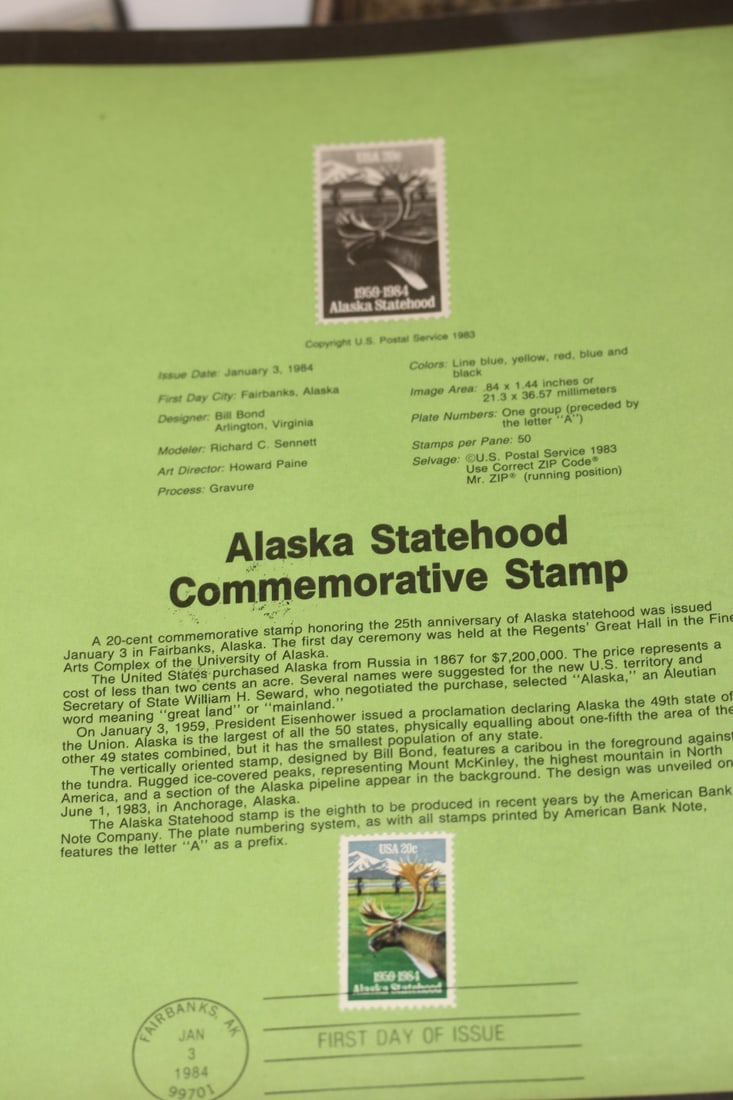 USA 20c
1959-1984
Alaska Statehood
Copyright U.S. Postal Service 1983
Issue Date: January 3, 1984
First Day City: Fairbanks, Alaska
Designer: Bill Bond
Arlington, Virginia
Modeler: Richard C. Sennett
Art Director: Howard Paine
Process: Gravure
Colors: Line blue, yellow, red, blue and
black
Image Area: .84 x 1.44 inches or
21.3 x 36.57 millimeters
Plate Numbers: One group (preceded by
the letter "A")
Stamps per Pane: 50
Selvage: ©U.S. Postal Service 1983
Use Correct ZIP Code®
Mr. ZIP® (running position)
Alaska Statehood
Commemorative Stamp
A 20-cent commemorative stamp honoring the 25th anniversary of Alaska statehood was issued
January 3 in Fairbanks, Alaska. The first day ceremony was held at the Regents' Great Hall in the Fine
Arts Complex of the University of Alaska.
The United States purchased Alaska from Russia in 1867 for $7,200,000. The price represents a
cost of less than two cents an acre. Several names were suggested for the new U.S. territory and
Secretary of State William H. Seward, who negotiated the purchase, selected "Alaska," an Aleutian
word meaning "great land" or "mainland."
On January 3, 1959, President Eisenhower issued a proclamation declaring Alaska the 49th state of
the Union. Alaska is the largest of all the 50 states, physically equalling about one-fifth the area of the
other 49 states combined, but it has the smallest population of any state.
The vertically oriented stamp, designed by Bill Bond, features a caribou in the foreground against
the tundra. Rugged ice-covered peaks, representing Mount McKinley, the highest mountain in North
America, and a section of the Alaska pipeline appear in the background. The design was unveiled on
June 1, 1983, in Anchorage, Alaska.
The Alaska Statehood stamp is the eighth to be produced in recent years by the American Bank
Note Company. The plate numbering system, as with all stamps printed by American Bank Note,
features the letter "A" as a prefix.
USA 20c
1959-1984
Alaska Statehood
FAIRBANKS, AK
JAN
3
1984
99701
FIRST DAY OF ISSUE